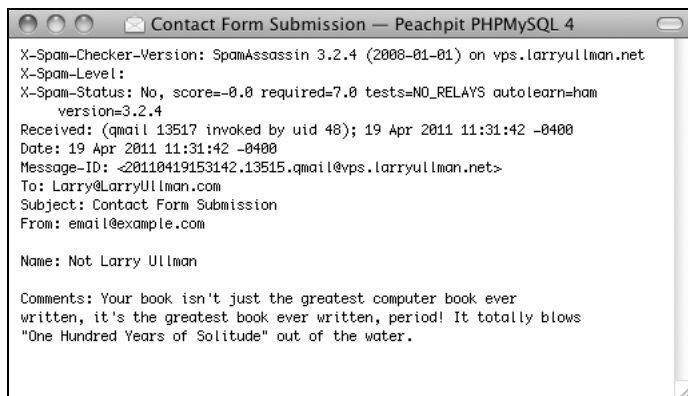 Contact Form Submission — Peachpit PHPMySQL 4
X-Spam-Checker-Version: SpamAssassin 3.2.4 (2008-01-01) on vps.larryullman.net
X-Spam-Level:
X-Spam-Status: No, score=-0.0 required=7.0 tests=NO_RELAYS autolearn=ham
version=3.2.4
Received: (qmail 13517 invoked by uid 48); 19 Apr 2011 11:31:42 -0400
Date: 19 Apr 2011 11:31:42 -0400
Message-ID: <20110419153142.13515.qmail@vps.larryullman.net>
To: Larry@LarryUllman.com
Subject: Contact Form Submission
From: email@example.com
Name: Not Larry Ullman
Comments: Your book isn't just the greatest computer book ever
written, it's the greatest book ever written, period! It totally blows
"One Hundred Years of Solitude" out of the water.